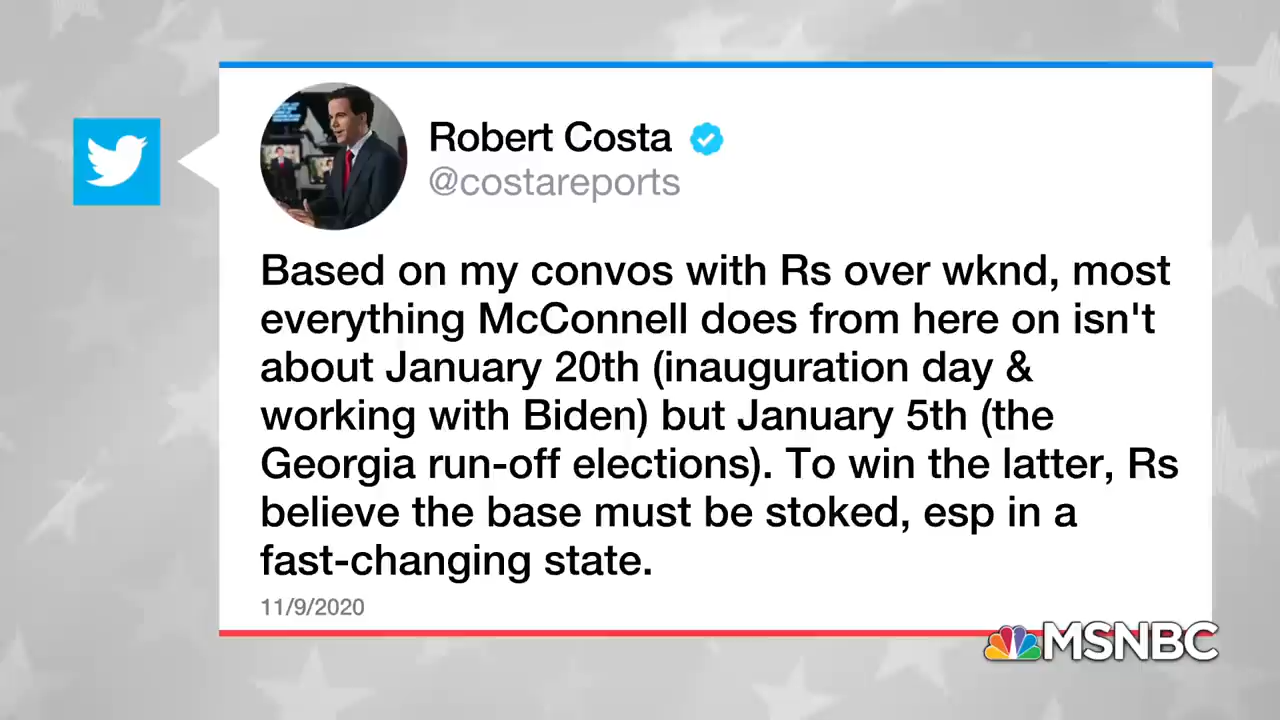 Robert Costa
@costareports
Based on my convos with Rs over wknd, most
everything McConnell does from here on isn't
about January 20th (inauguration day &
working with Biden) but January 5th (the
Georgia run-off elections). To win the latter, Rs
believe the base must be stoked, esp in a
fast-changing state.
11/9/2020
MSNBC